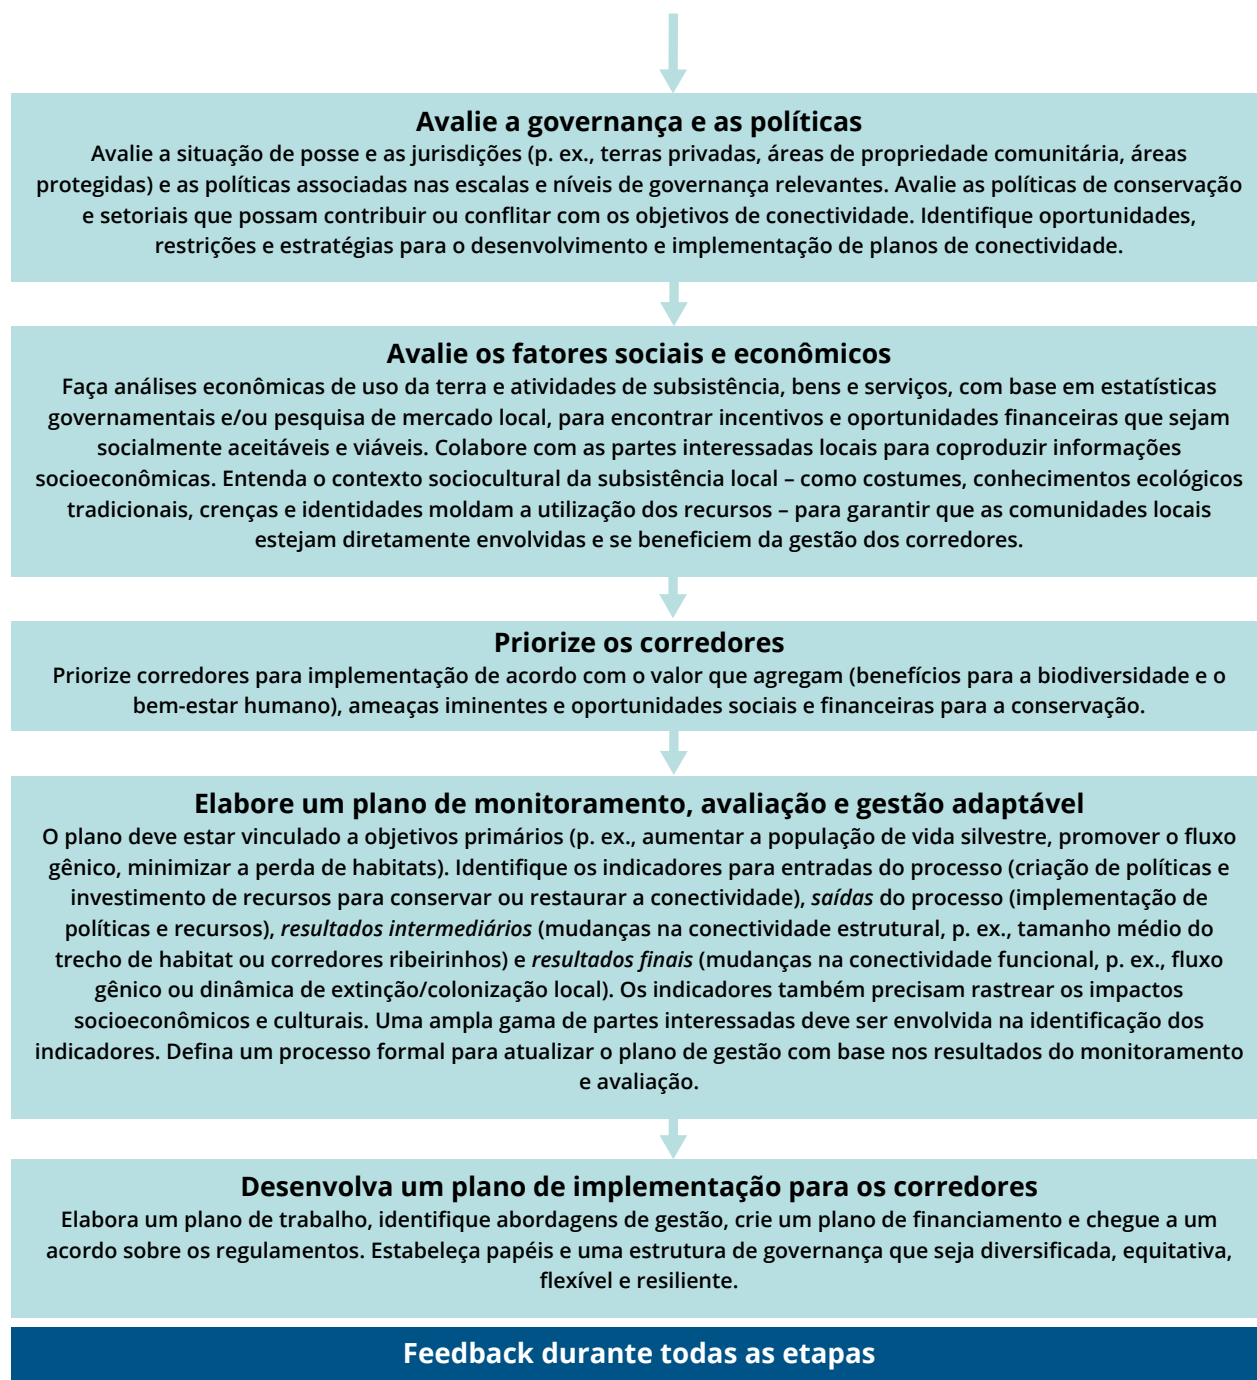 Avalie a governança e as políticas
Avalie a situação de posse e as jurisdições (p. ex., terras privadas, áreas de propriedade comunitária, áreas
protegidas) e as políticas associadas nas escalas e níveis de governança relevantes. Avalie as políticas de conservação
e setoriais que possam contribuir ou conflitar com os objetivos de conectividade. Identifique oportunidades,
restrições e estratégias para o desenvolvimento e implementação de planos de conectividade.
Avalie os fatores sociais e econômicos
Faça análises econômicas de uso da terra e atividades de subsistência, bens e serviços, com base em estatísticas
governamentais e/ou pesquisa de mercado local, para encontrar incentivos e oportunidades financeiras que sejam
socialmente aceitáveis e viáveis. Colabore com as partes interessadas locais para coproduzir informações
socioeconômicas. Entenda o contexto sociocultural da subsistência local – como costumes, conhecimentos ecológicos
tradicionais, crenças e identidades moldam a utilização dos recursos – para garantir que as comunidades locais
estejam diretamente envolvidas e se beneficiem da gestão dos corredores.
Priorize os corredores
Priorize corredores para implementação de acordo com o valor que agregam (benefícios para a biodiversidade e o
bem-estar humano), ameaças iminentes e oportunidades sociais e financeiras para a conservação.
Elabore um plano de monitoramento, avaliação e gestão adaptável
O plano deve estar vinculado a objetivos primários (p. ex., aumentar a população de vida silvestre, promover o fluxo
gênico, minimizar a perda de habitats). Identifique os indicadores para entradas do processo (criação de políticas e
investimento de recursos para conservar ou restaurar a conectividade), saídas do processo (implementação de
políticas e recursos), resultados intermediários (mudanças na conectividade estrutural, p. ex., tamanho médio do
trecho de habitat ou corredores ribeirinhos) e resultados finais (mudanças na conectividade funcional, p. ex., fluxo
gênico ou dinâmica de extinção/colonização local). Os indicadores também precisam rastrear os impactos
socioeconômicos e culturais. Uma ampla gama de partes interessadas deve ser envolvida na identificação dos
indicadores. Defina um processo formal para atualizar o plano de gestão com base nos resultados do monitoramento
e avaliação.
Desenvolva um plano de implementação para os corredores
Elabora um plano de trabalho, identifique abordagens de gestão, crie um plano de financiamento e chegue a um
acordo sobre os regulamentos. Estabeleça papéis e uma estrutura de governança que seja diversificada, equitativa,
flexível e resiliente.
Feedback durante todas as etapas